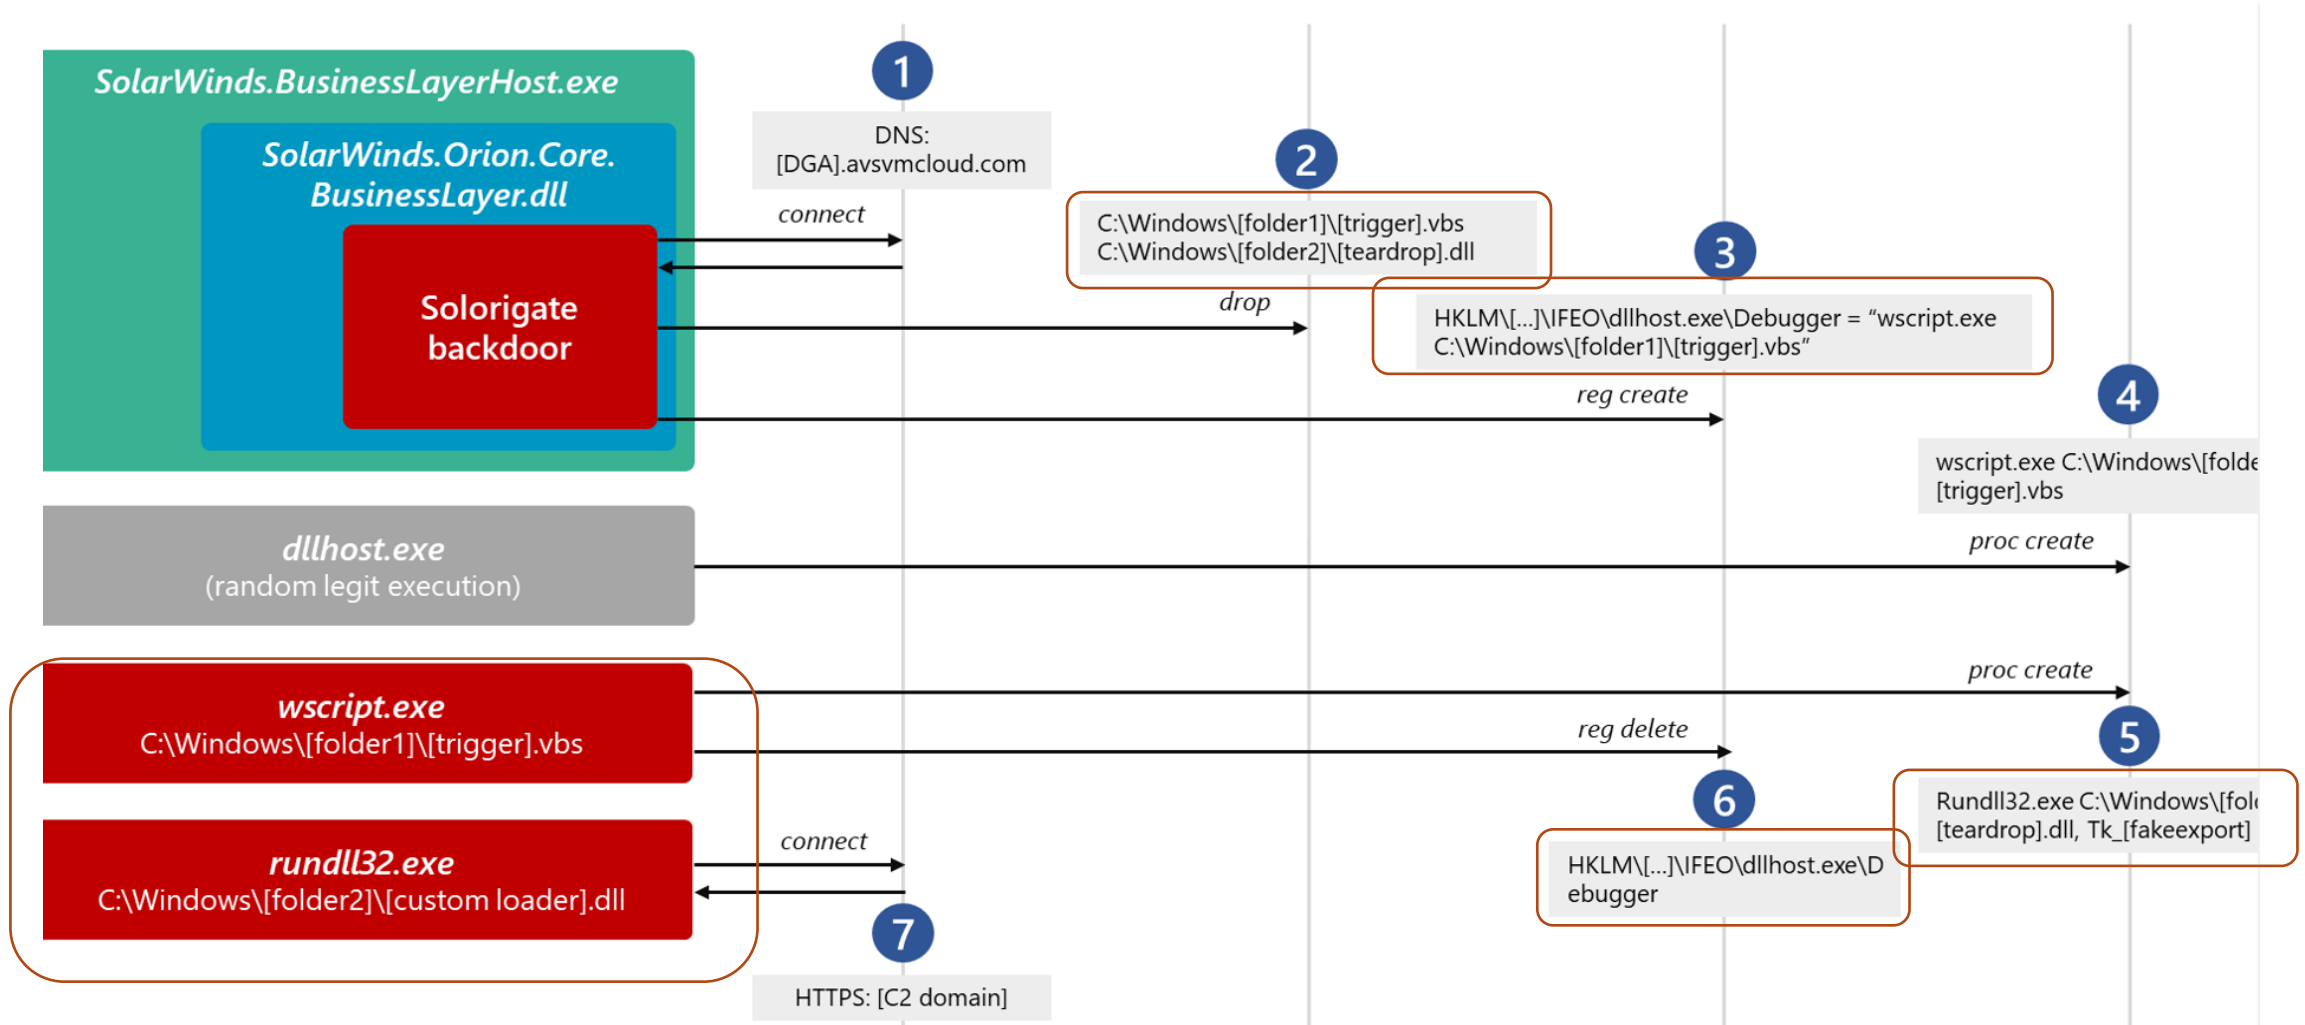 SolarWinds.BusinessLayerHost.exe
SolarWinds.Orion.Core.
BusinessLayer.dll
Solorigate
backdoor
1
DNS:
[DGA].avsvmcloud.com
connect
2
C:\Windows\[folder1]\[trigger].vbs
C:\Windows\[folder2]\[teardrop].dll
drop
3
HKLM\[...]\IFEO\dllhost.exe\Debugger = “wscript.exe
C:\Windows\[folder1]\[trigger].vbs”
reg create
4
wscript.exe C:\Windows\[folde
[trigger].vbs
dllhost.exe
(random legit execution)
proc create
wscript.exe
C:\Windows\[folder1]\[trigger].vbs
proc create
reg delete
5
Rundll32.exe C:\Windows\[fol
[teardrop].dll, Tk_[fakeexport]
6
HKLM\[...]\IFEO\dllhost.exe\D
ebugger
rundll32.exe
C:\Windows\[folder2]\[custom loader].dll
connect
7
HTTPS: [C2 domain]